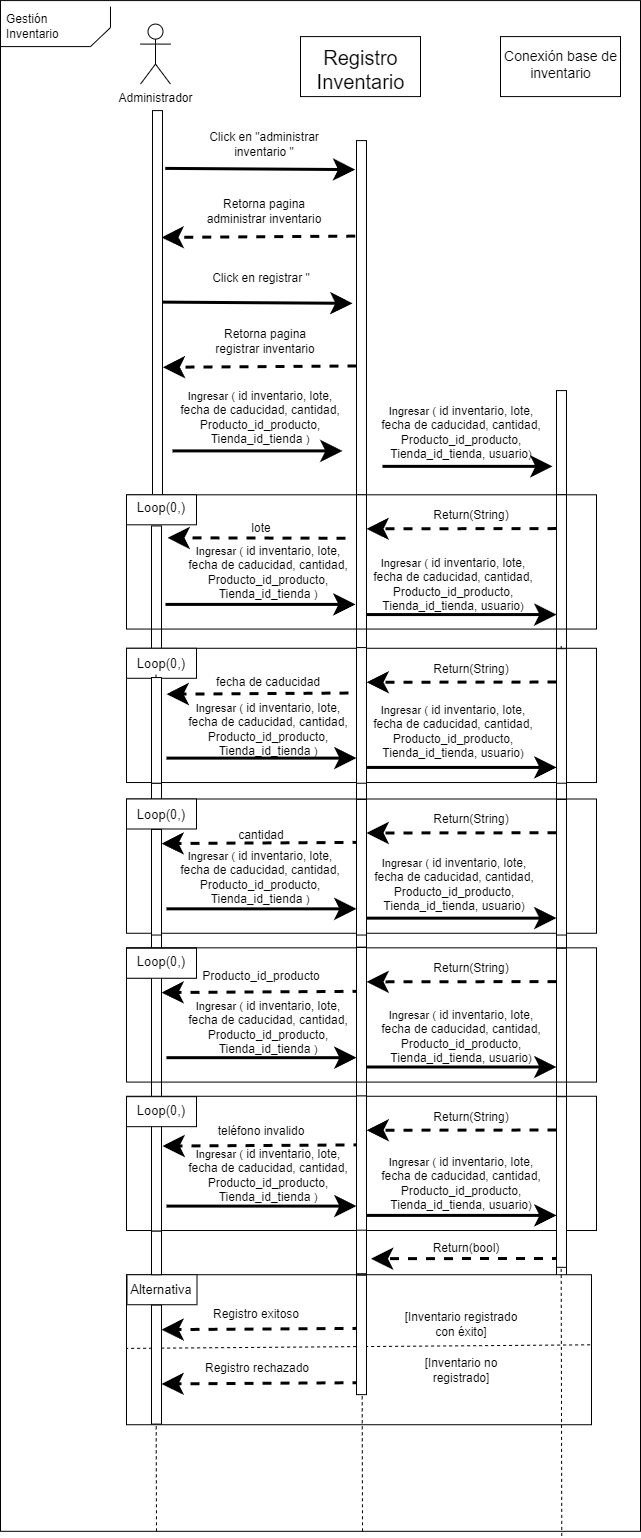 Gestión
Inventario
Administrador
Registro
Inventario
Conexión base de
inventario
Click en "administrar
inventario "
Retorna pagina
administrar inventario
Click en registrar "
Retorna pagina
registrar inventario
Ingresar ( id inventario, lote,
fecha de caducidad, cantidad,
Producto_id_producto,
Tienda_id_tienda )
Ingresar ( id inventario, lote,
fecha de caducidad, cantidad,
Producto_id_producto,
Tienda_id_tienda, usuario)
Loop(0,)
Return(String)
lote
Ingresar ( id inventario, lote,
fecha de caducidad, cantidad,
Producto_id_producto,
Tienda_id_tienda )
Ingresar ( id inventario, lote,
fecha de caducidad, cantidad,
Producto_id_producto,
Tienda_id_tienda, usuario)
Loop(0,)
Return(String)
fecha de caducidad
Ingresar ( id inventario, lote,
fecha de caducidad, cantidad,
Producto_id_producto,
Tienda_id_tienda )
Ingresar ( id inventario, lote,
fecha de caducidad, cantidad,
Producto_id_producto,
Tienda_id_tienda, usuario)
Loop(0,)
Return(String)
cantidad
Ingresar ( id inventario, lote,
fecha de caducidad, cantidad,
Producto_id_producto,
Tienda_id_tienda )
Ingresar ( id inventario, lote,
fecha de caducidad, cantidad,
Producto_id_producto,
Tienda_id_tienda, usuario)
Loop(0,)
Return(String)
Producto_id_producto
Ingresar ( id inventario, lote,
fecha de caducidad, cantidad,
Producto_id_producto,
Tienda_id_tienda )
Ingresar ( id inventario, lote,
fecha de caducidad, cantidad,
Producto_id_producto,
Tienda_id_tienda, usuario)
Loop(0,)
Return(String)
teléfono invalido
Ingresar ( id inventario, lote,
fecha de caducidad, cantidad,
Producto_id_producto,
Tienda_id_tienda )
Ingresar ( id inventario, lote,
fecha de caducidad, cantidad,
Producto_id_producto,
Tienda_id_tienda, usuario)
Return(bool)
Alternativa
Registro exitoso
[Inventario registrado
con éxito]
Registro rechazado
[Inventario no
registrado]